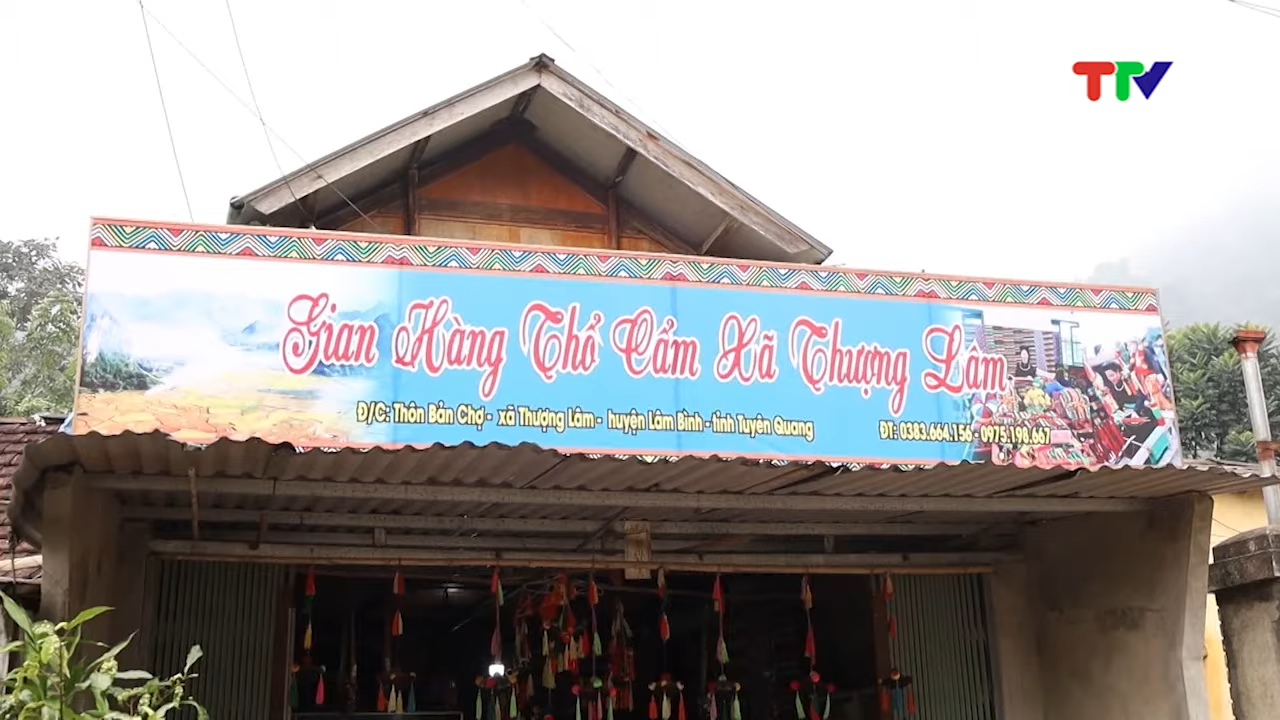 TTV
Gian Hàng Thổ Cẩm Xã Thượng Lâm
Đ/C: Thôn Bản Chợ - xã Thượng Lâm - huyện Lâm Bình - tỉnh Tuyên Quang
ĐT: 0383.664.156 - 0975.198.667